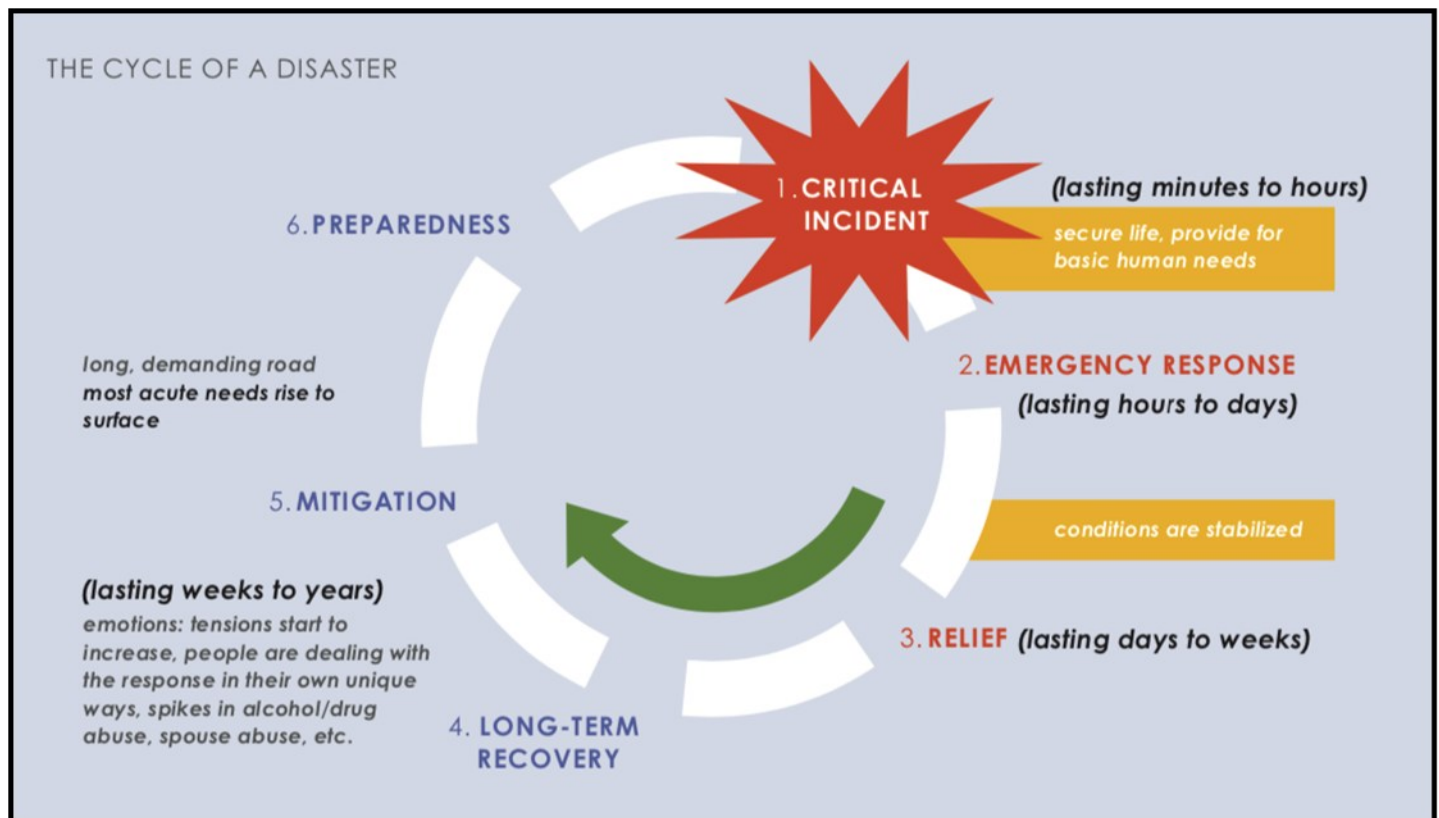 THE CYCLE OF A DISASTER
1. CRITICAL
INCIDENT
(lasting minutes to hours)
secure life, provide for
basic human needs
2. EMERGENCY RESPONSE
(lasting hours to days)
conditions are stabilized
3. RELIEF (lasting days to weeks)
4. LONG-TERM
RECOVERY
(lasting weeks to years)
emotions: tensions start to
increase, people are dealing with
the response in their own unique
ways, spikes in alcohol/drug
abuse, spouse abuse, etc.
5. MITIGATION
long, demanding road
most acute needs rise to
surface
6. PREPAREDNESS